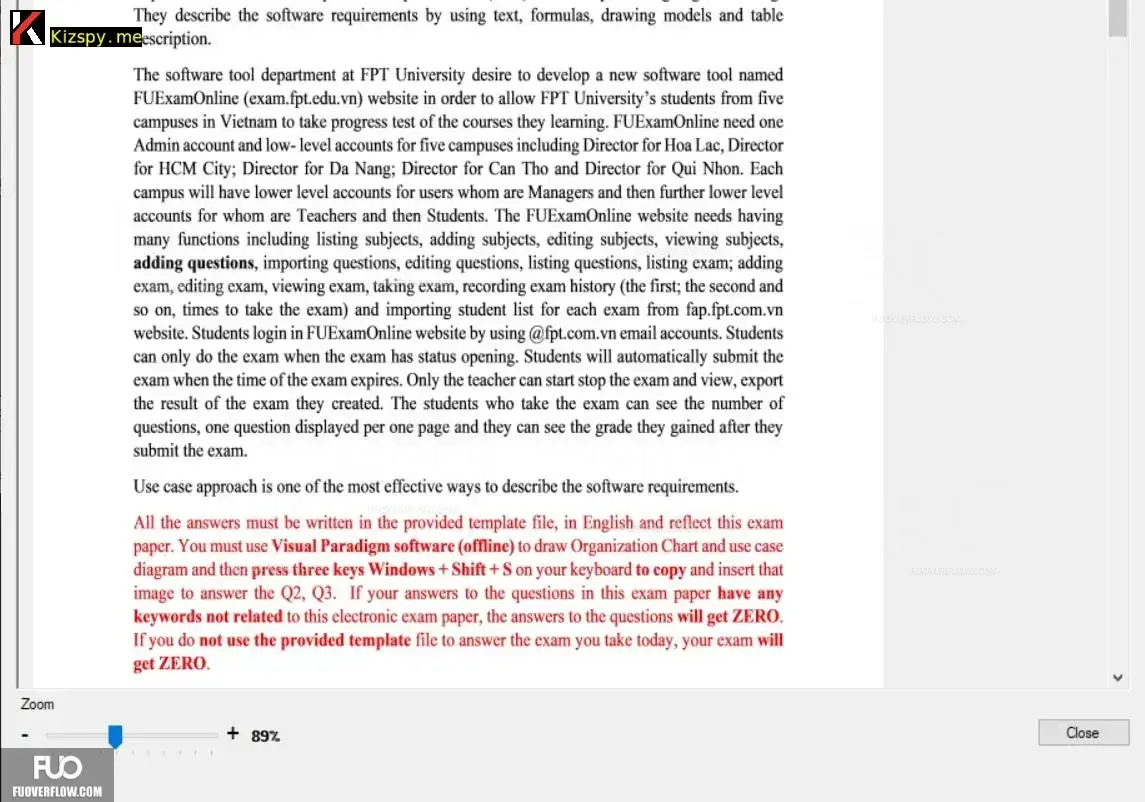 They describe the software requirements by using text, formulas, drawing models and table
Kizspy.me
escription.
The software tool department at FPT University desire to develop a new software tool named
FUExamOnline (exam.fpt.edu.vn) website in order to allow FPT University's students from five
campuses in Vietnam to take progress test of the courses they learning. FUExamOnline need one
Admin account and low- level accounts for five campuses including Director for Hoa Lac, Director
for HCM City; Director for Da Nang; Director for Can Tho and Director for Qui Nhon. Each
campus will have lower level accounts for users whom are Managers and then further lower level
accounts for whom are Teachers and then Students. The FUExamOnline website needs having
many functions including listing subjects, adding subjects, editing subjects, viewing subjects,
adding questions, importing questions, editing questions, listing questions, listing exam; adding
exam, editing exam, viewing exam, taking exam, recording exam history (the first; the second and
so on, times to take the exam) and importing student list for each exam from fap.fpt.com.vn
website. Students login in FUExamOnline website by using @fpt.com.vn email accounts. Students
can only do the exam when the exam has status opening. Students will automatically submit the
exam when the time of the exam expires. Only the teacher can start stop the exam and view, export
the result of the exam they created. The students who take the exam can see the number of
questions, one question displayed per one page and they can see the grade they gained after they
submit the exam.
Use case approach is one of the most effective ways to describe the software requirements.
All the answers must be written in the provided template file, in English and reflect this exam
paper. You must use Visual Paradigm software (offline) to draw Organization Chart and use case
diagram and then press three keys Windows + Shift + S on your keyboard to copy and insert that
image to answer the Q2, Q3. If your answers to the questions in this exam paper have any
keywords not related to this electronic exam paper, the answers to the questions will get ZERO.
If you do not use the provided template file to answer the exam you take today, your exam will
get ZERO.
FUOVERFLOW.COM
FUOVERFLOW.COM
Zoom
- + 89%
Close
FUO
FUOVERFLOW.COM